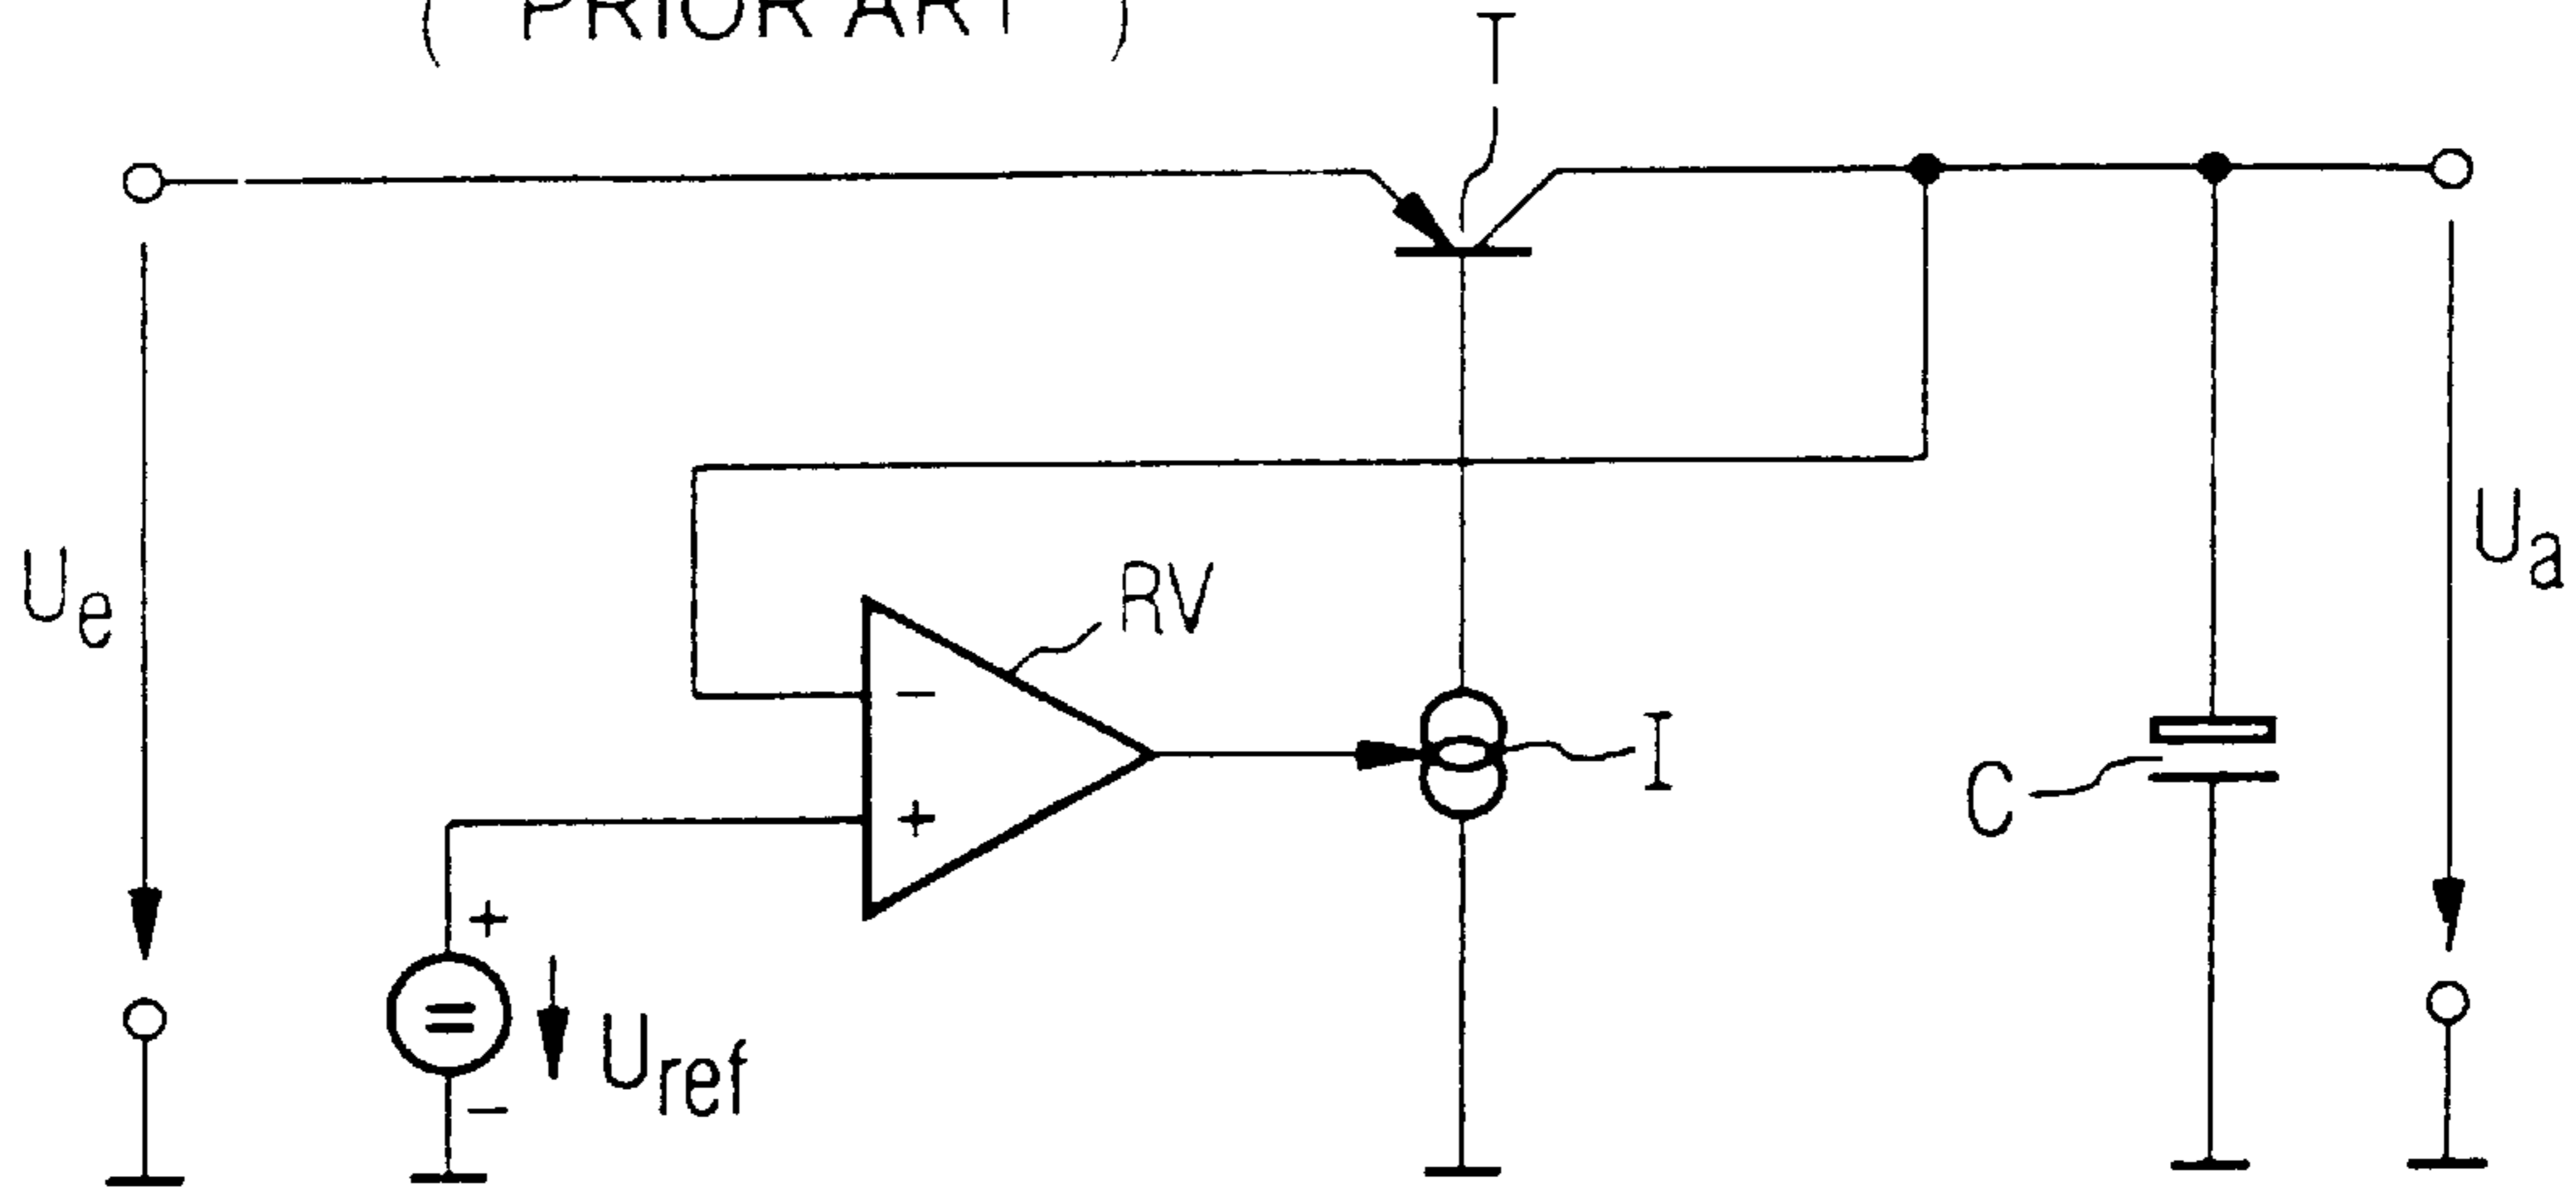 ( PRIOR ART )
T
Ue
Ua
RV
−
I
C
+
+
=
Uref
−